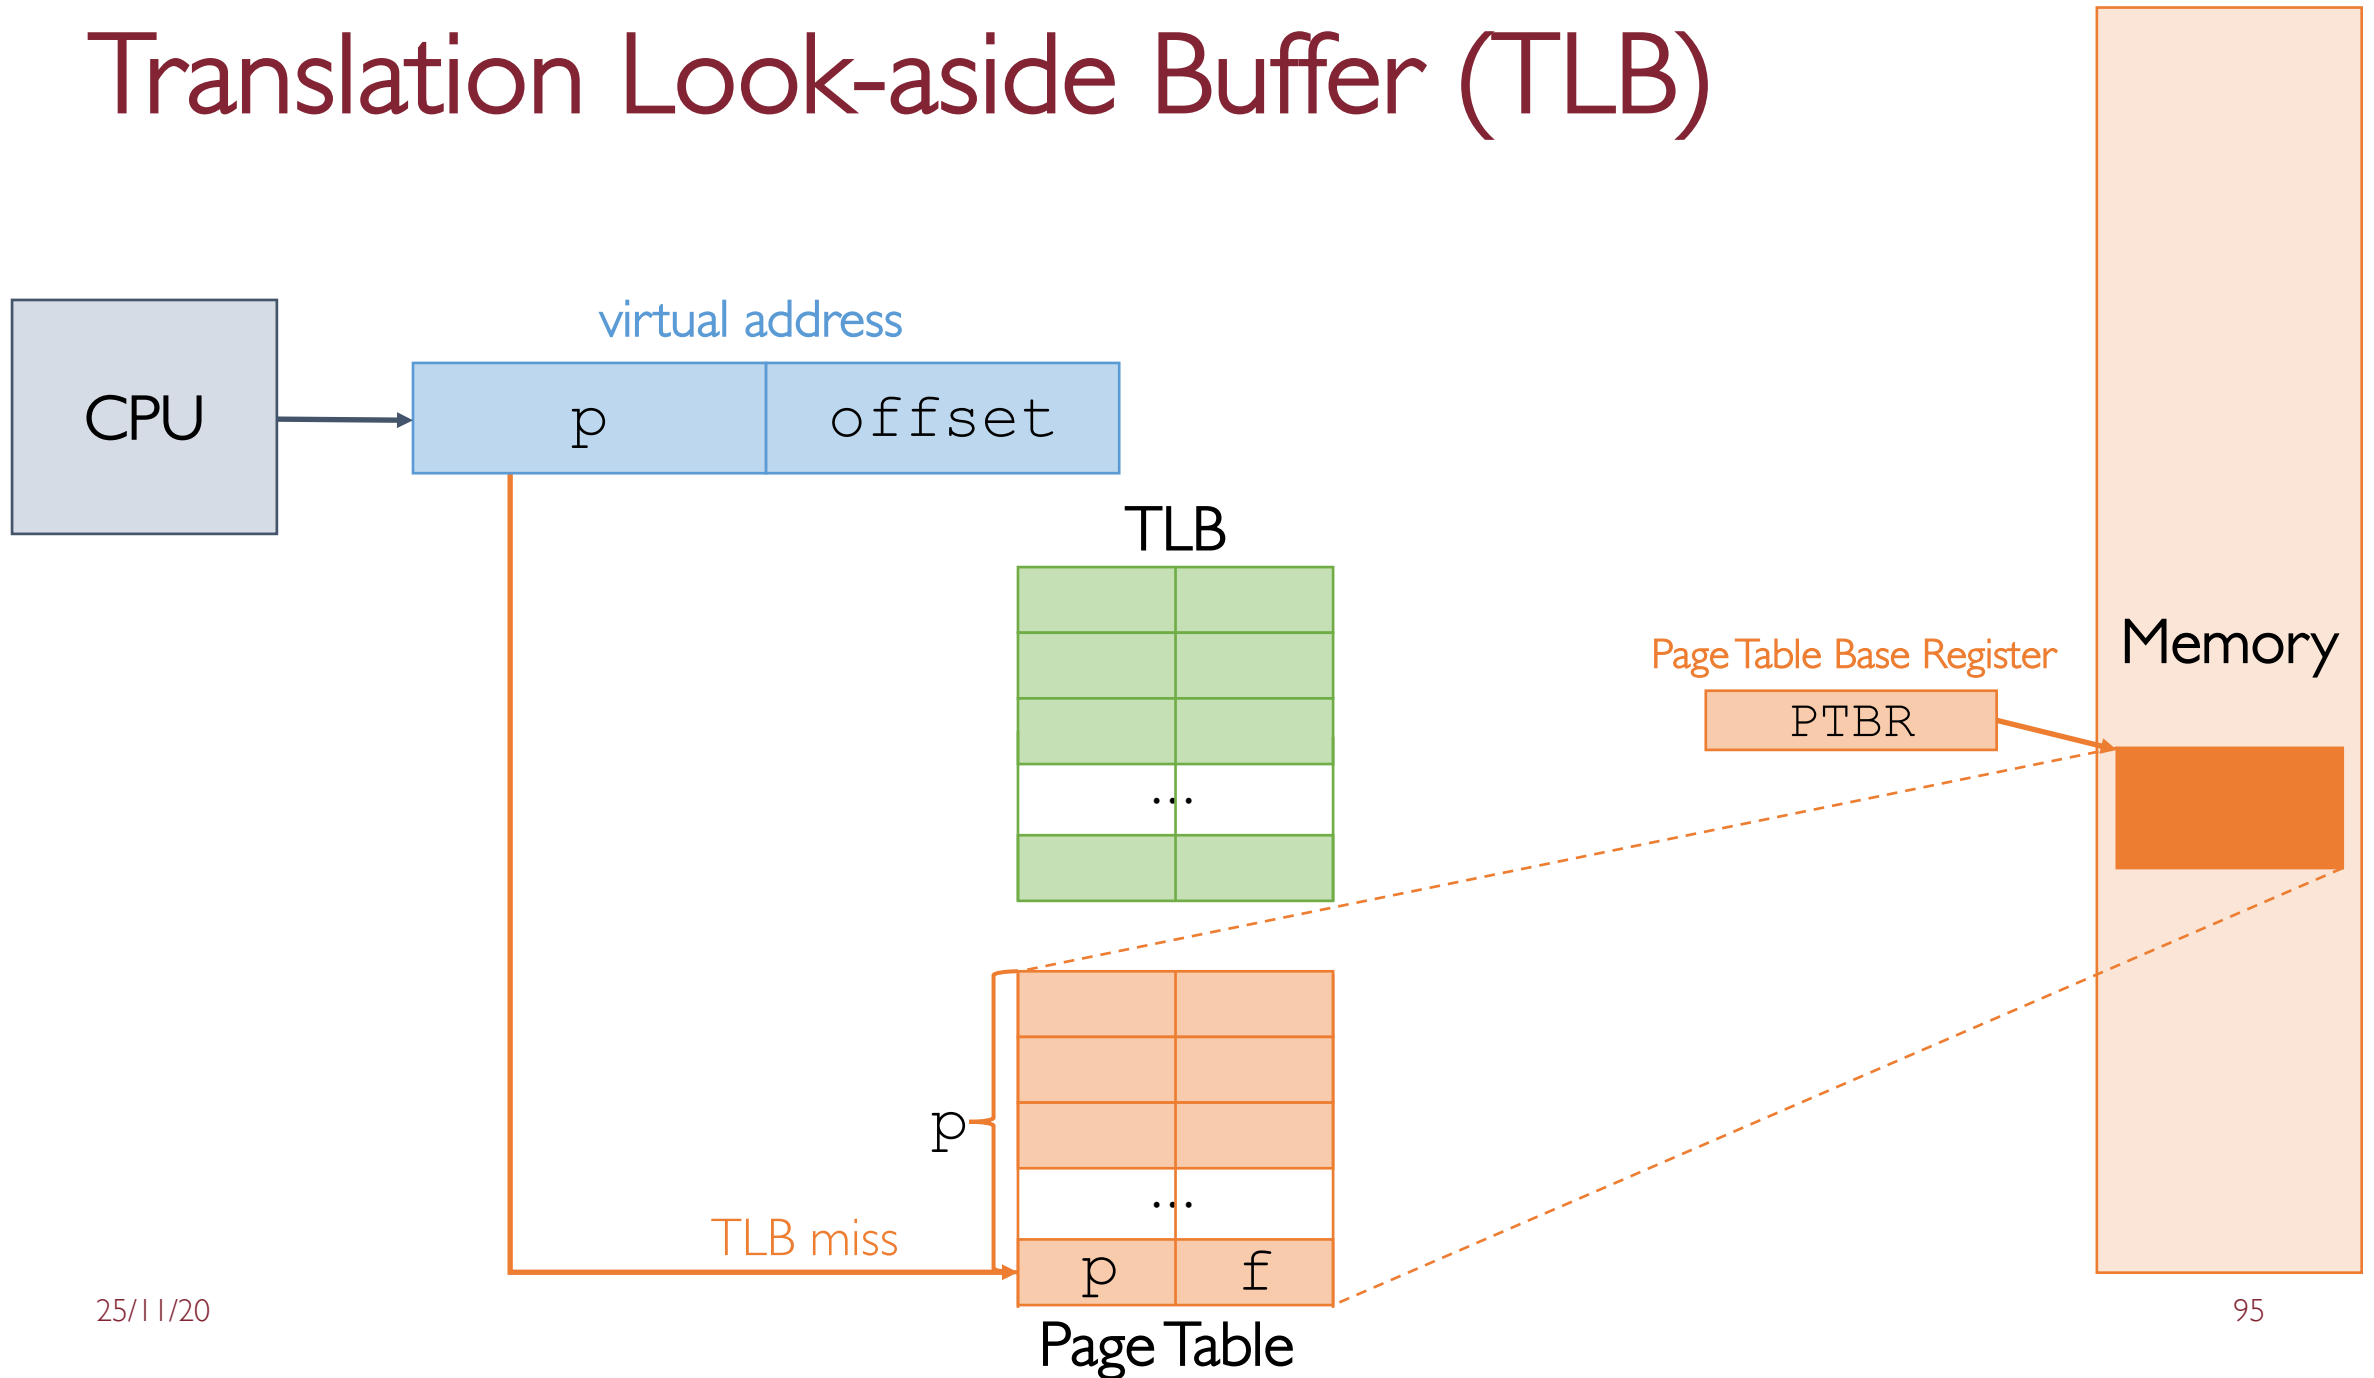 Translation Look-aside Buffer (TLB)
virtual address
CPU
p
offset
TLB
Page Table Base Register
Memory
PTBR
...
p
...
TLB miss
p
f
25/11/20
95
Page Table